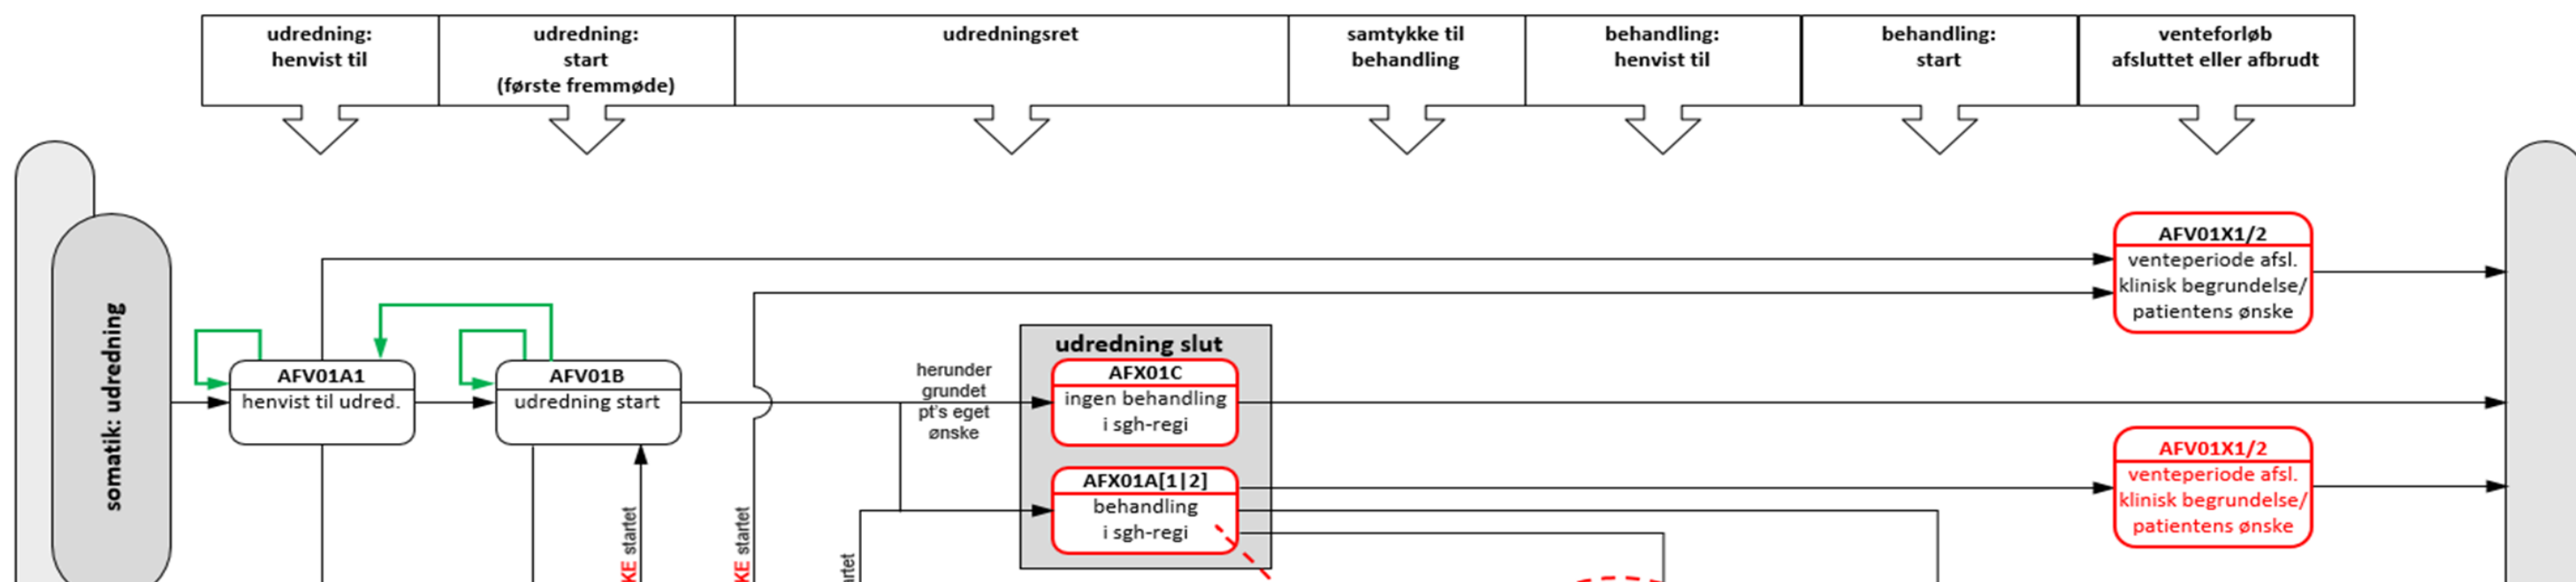 udredning:
henvist til
udredning:
start
(første fremmøde)
udredningsret
samtykke til
behandling
behandling:
henvist til
behandling:
start
venteforløb
afsluttet eller afbrudt
somatik: udredning
AFV01A1
henvist til udred.
AFV01B
udredning start
herunder
grundet
pt's eget
ønske
udredning slut
AFX01C
ingen behandling
i sgh-regi
AFX01A[1|2]
behandling
i sgh-regi
AFV01X1/2
venteperiode afsl.
klinisk begrundelse/
patientens ønske
AFV01X1/2
venteperiode afsl.
klinisk begrundelse/
patientens ønske
KE startet
KE startet
artet